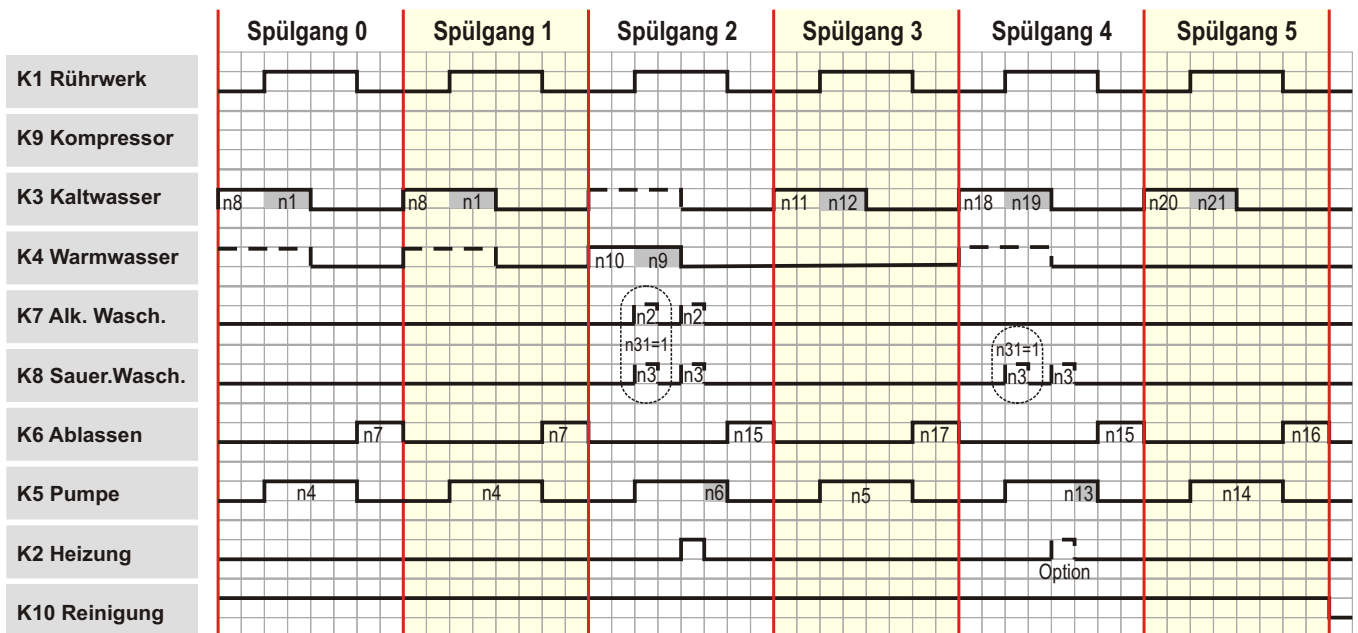 Spülgang 0 Spülgang 1 Spülgang 2 Spülgang 3 Spülgang 4 Spülgang 5
K1 Rührwerk
K9 Kompressor
K3 Kaltwasser n8 n1 n8 n1 n11 n12 n18 n19 n20 n21
K4 Warmwasser n10 n9
K7 Alk. Wasch. n2 n2
n31=1 n31=1
K8 Sauer.Wasch. n3 n3 n3 n3
K6 Ablassen n7 n7 n15 n17 n15 n16
K5 Pumpe n4 n4 n6 n5 n13 n14
K2 Heizung
Option
K10 Reinigung